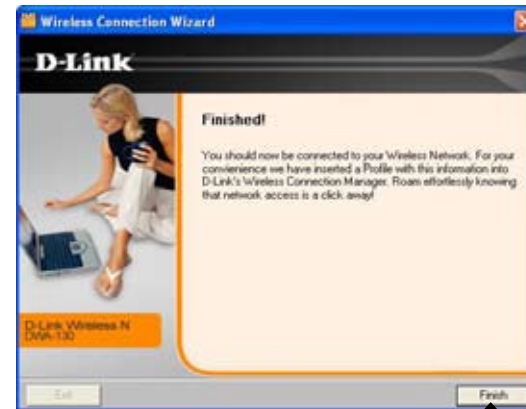 Wireless Connection Wizard
D-Link
Finished!
You should now be connected to your Wireless Network. For your
convienience we have inserted a Profile with this information into
D-Link's Wireless Connection Manager. Roam effortlessly knowing
that network access is a click away!
D-Link Wireless N
DWA-130
Exit
Finish